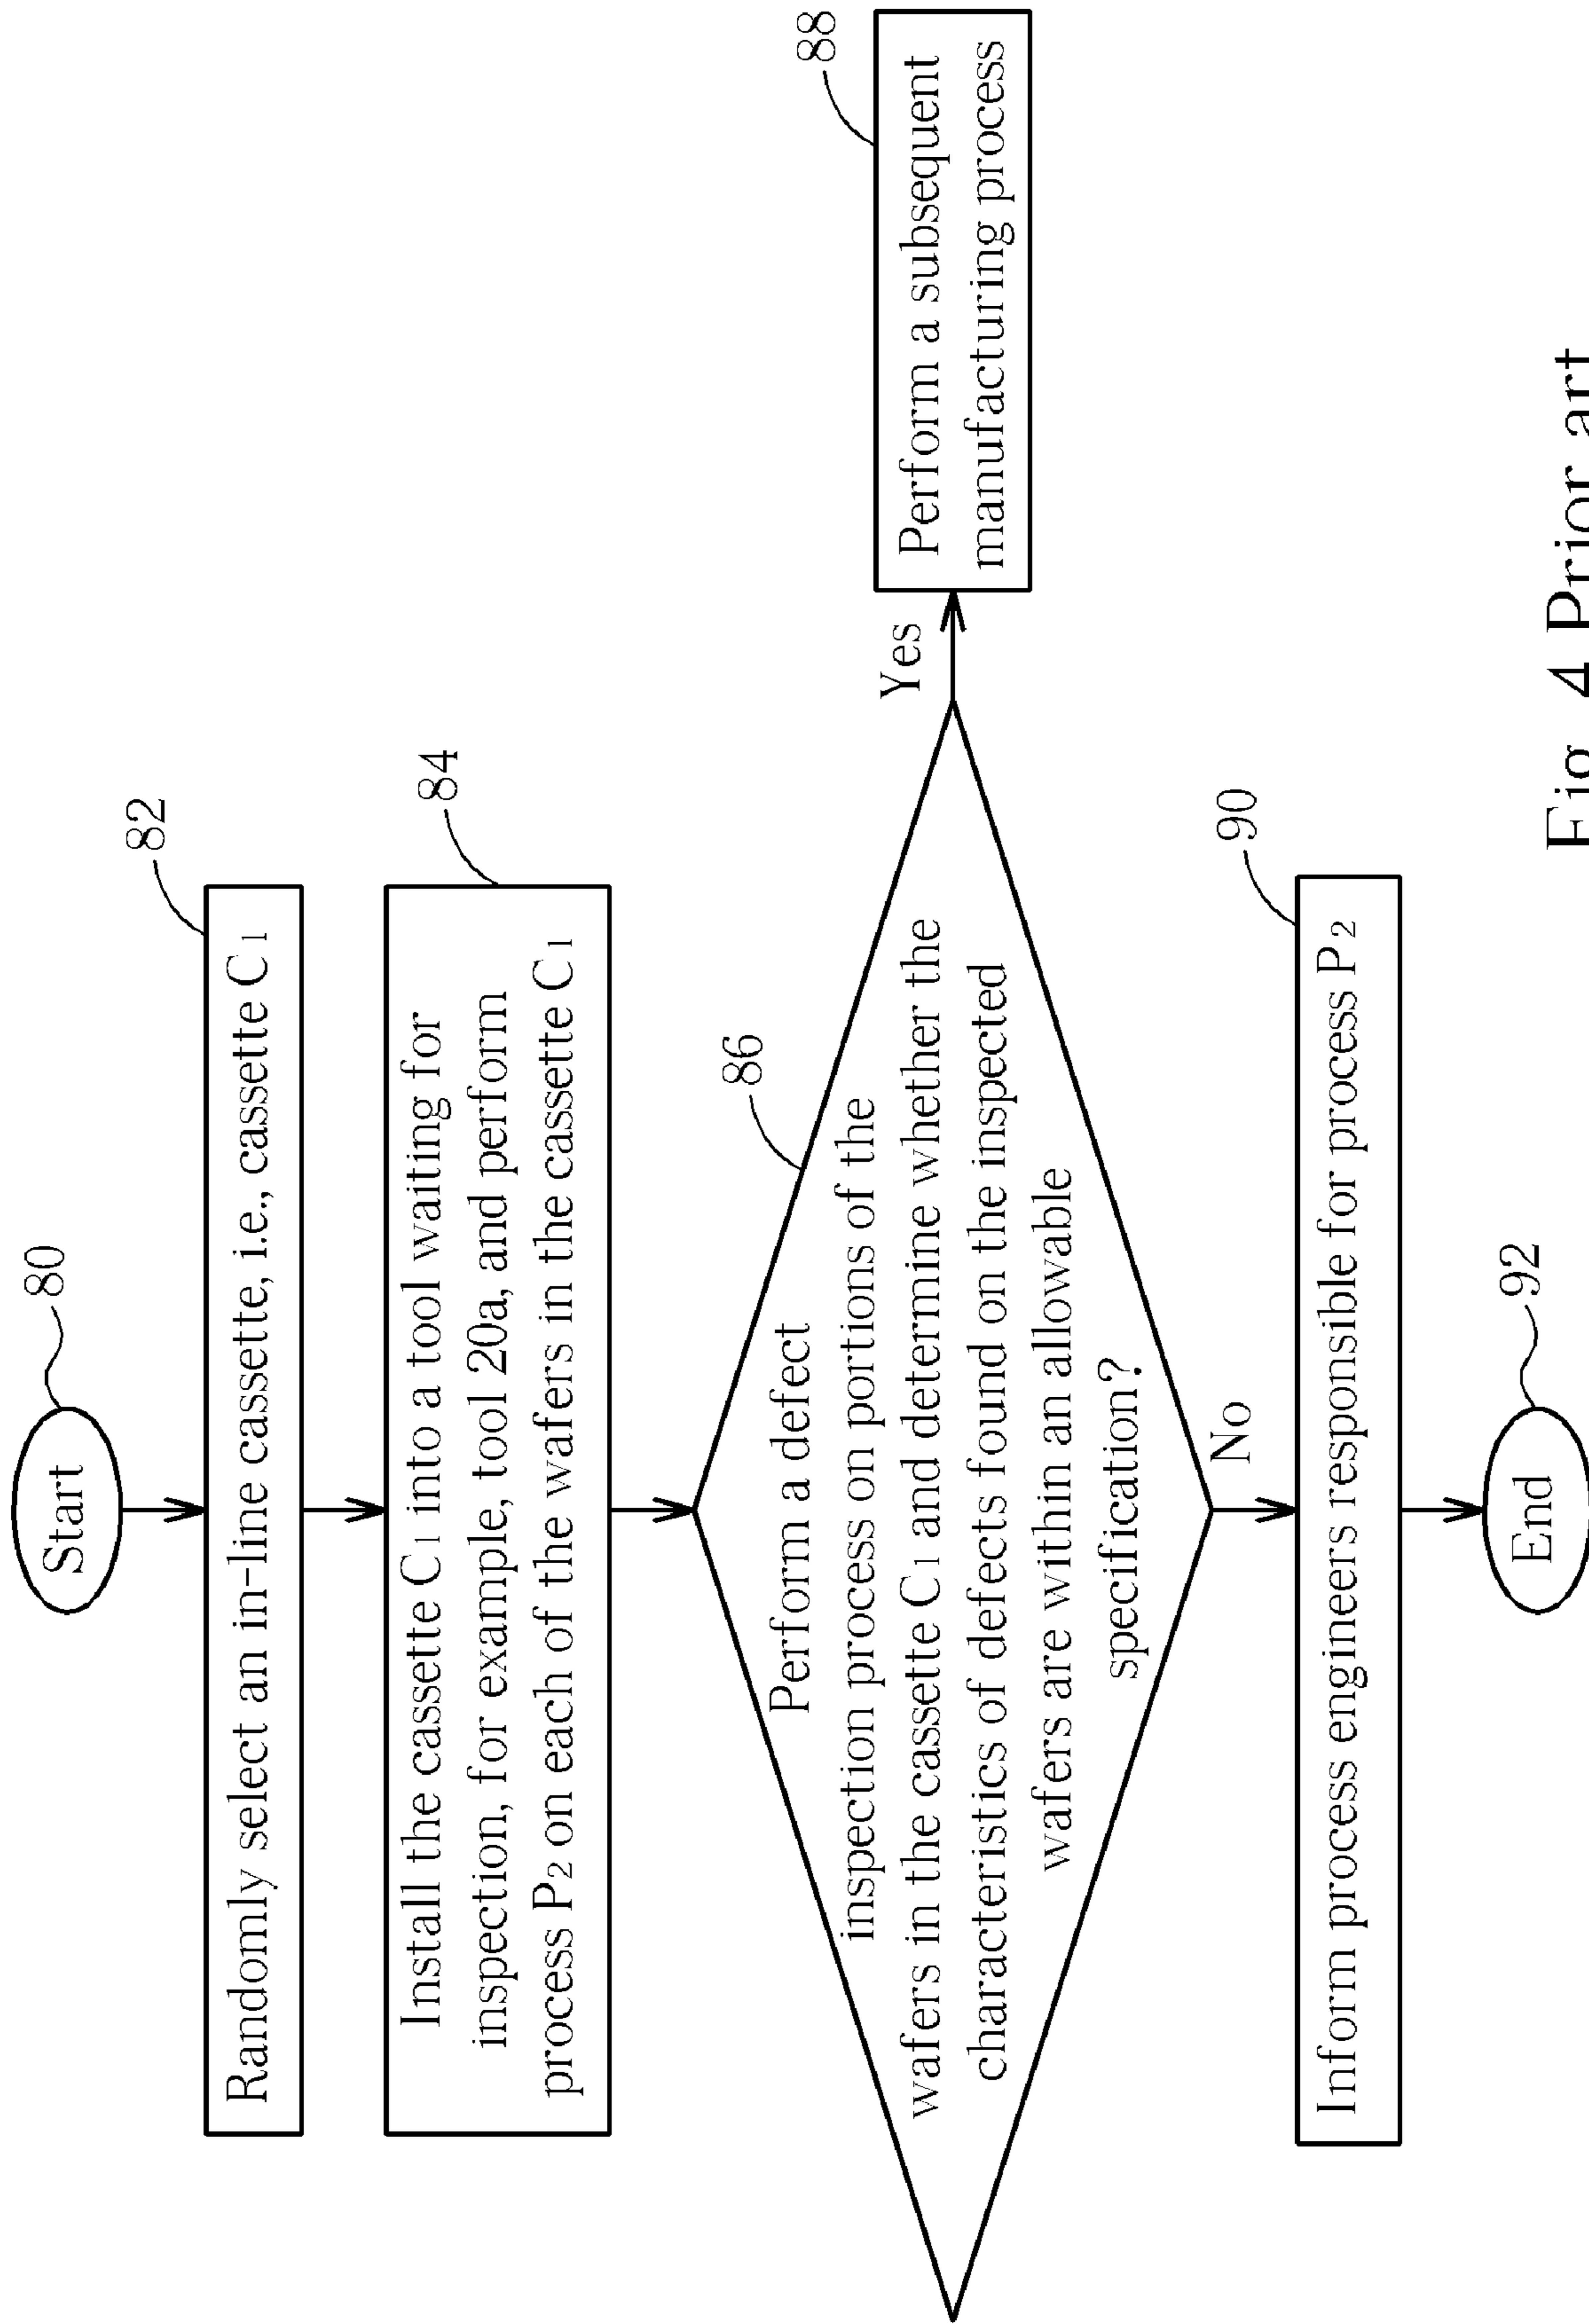 Start
80
82
Randomly select an in-line cassette, i.e., cassette C1
84
Install the cassette C1 into a tool waiting for
inspection, for example, tool 20a, and perform
process P2 on each of the wafers in the cassette C1
86
Perform a defect
inspection process on portions of the
wafers in the cassette C1 and determine whether the
characteristics of defects found on the inspected
wafers are within an allowable
specification?
Yes
88
Perform a subsequent
manufacturing process
No
90
Inform process engineers responsible for process P2
End
92
Fig. 4 Prior art